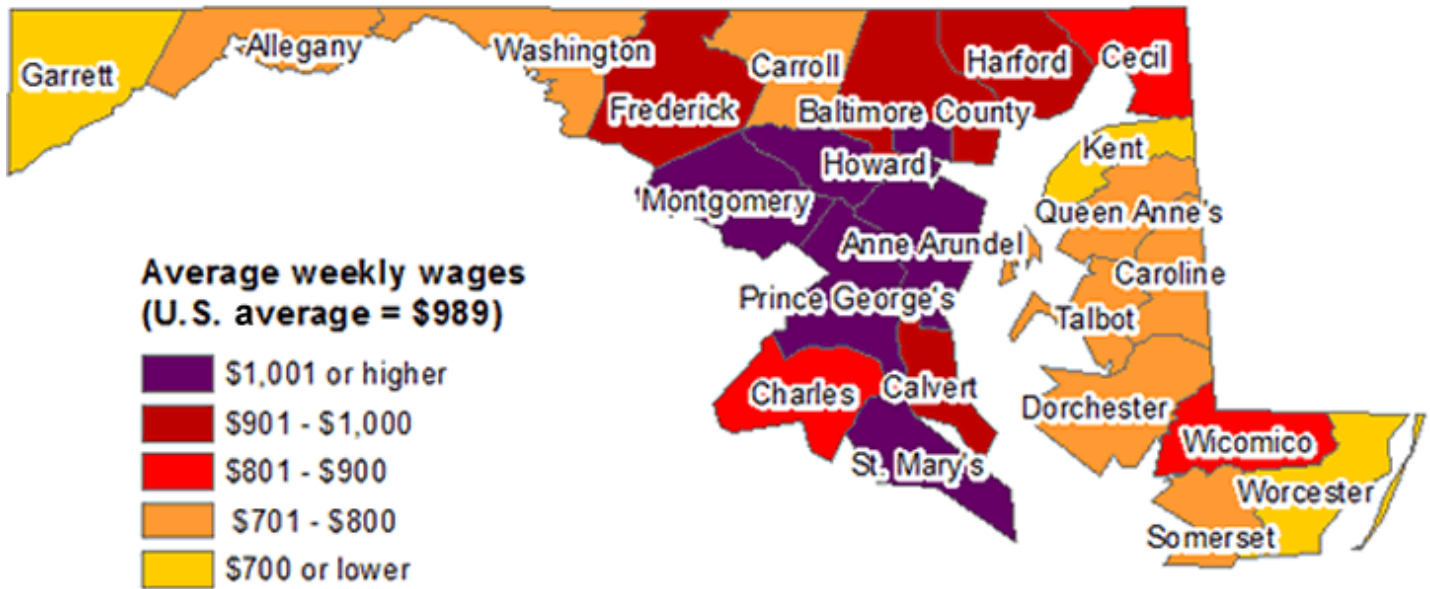 Garrett
Allegany
Washington
Frederick
Carroll
Baltimore County
Harford
Cecil
Howard
Montgomery
Anne Arundel
Prince George's
Charles
Calvert
St. Mary's
Kent
Queen Anne's
Caroline
Talbot
Dorchester
Wicomico
Worcester
Somerset
Average weekly wages
(U.S. average = $989)
$1,001 or higher
$901 - $1,000
$801 - $900
$701 - $800
$700 or lower